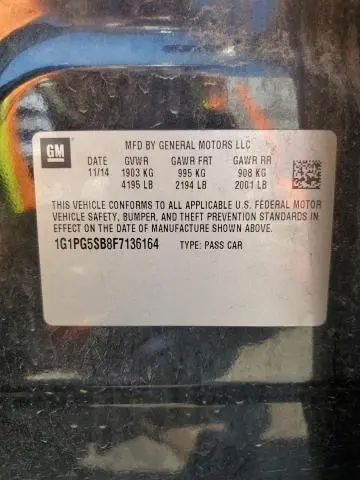 GM
MFD BY GENERAL MOTORS LLC
DATE GVWR GAWR FRT GAWR RR
11/14 1903 KG 995 KG 908 KG
4195 LB 2194 LB 2001 LB
THIS VEHICLE CONFORMS TO ALL APPLICABLE U.S. FEDERAL MOTOR
VEHICLE SAFETY, BUMPER, AND THEFT PREVENTION STANDARDS IN
EFFECT ON THE DATE OF MANUFACTURE SHOWN ABOVE.
1G1PG5SB8F7136164 TYPE: PASS CAR